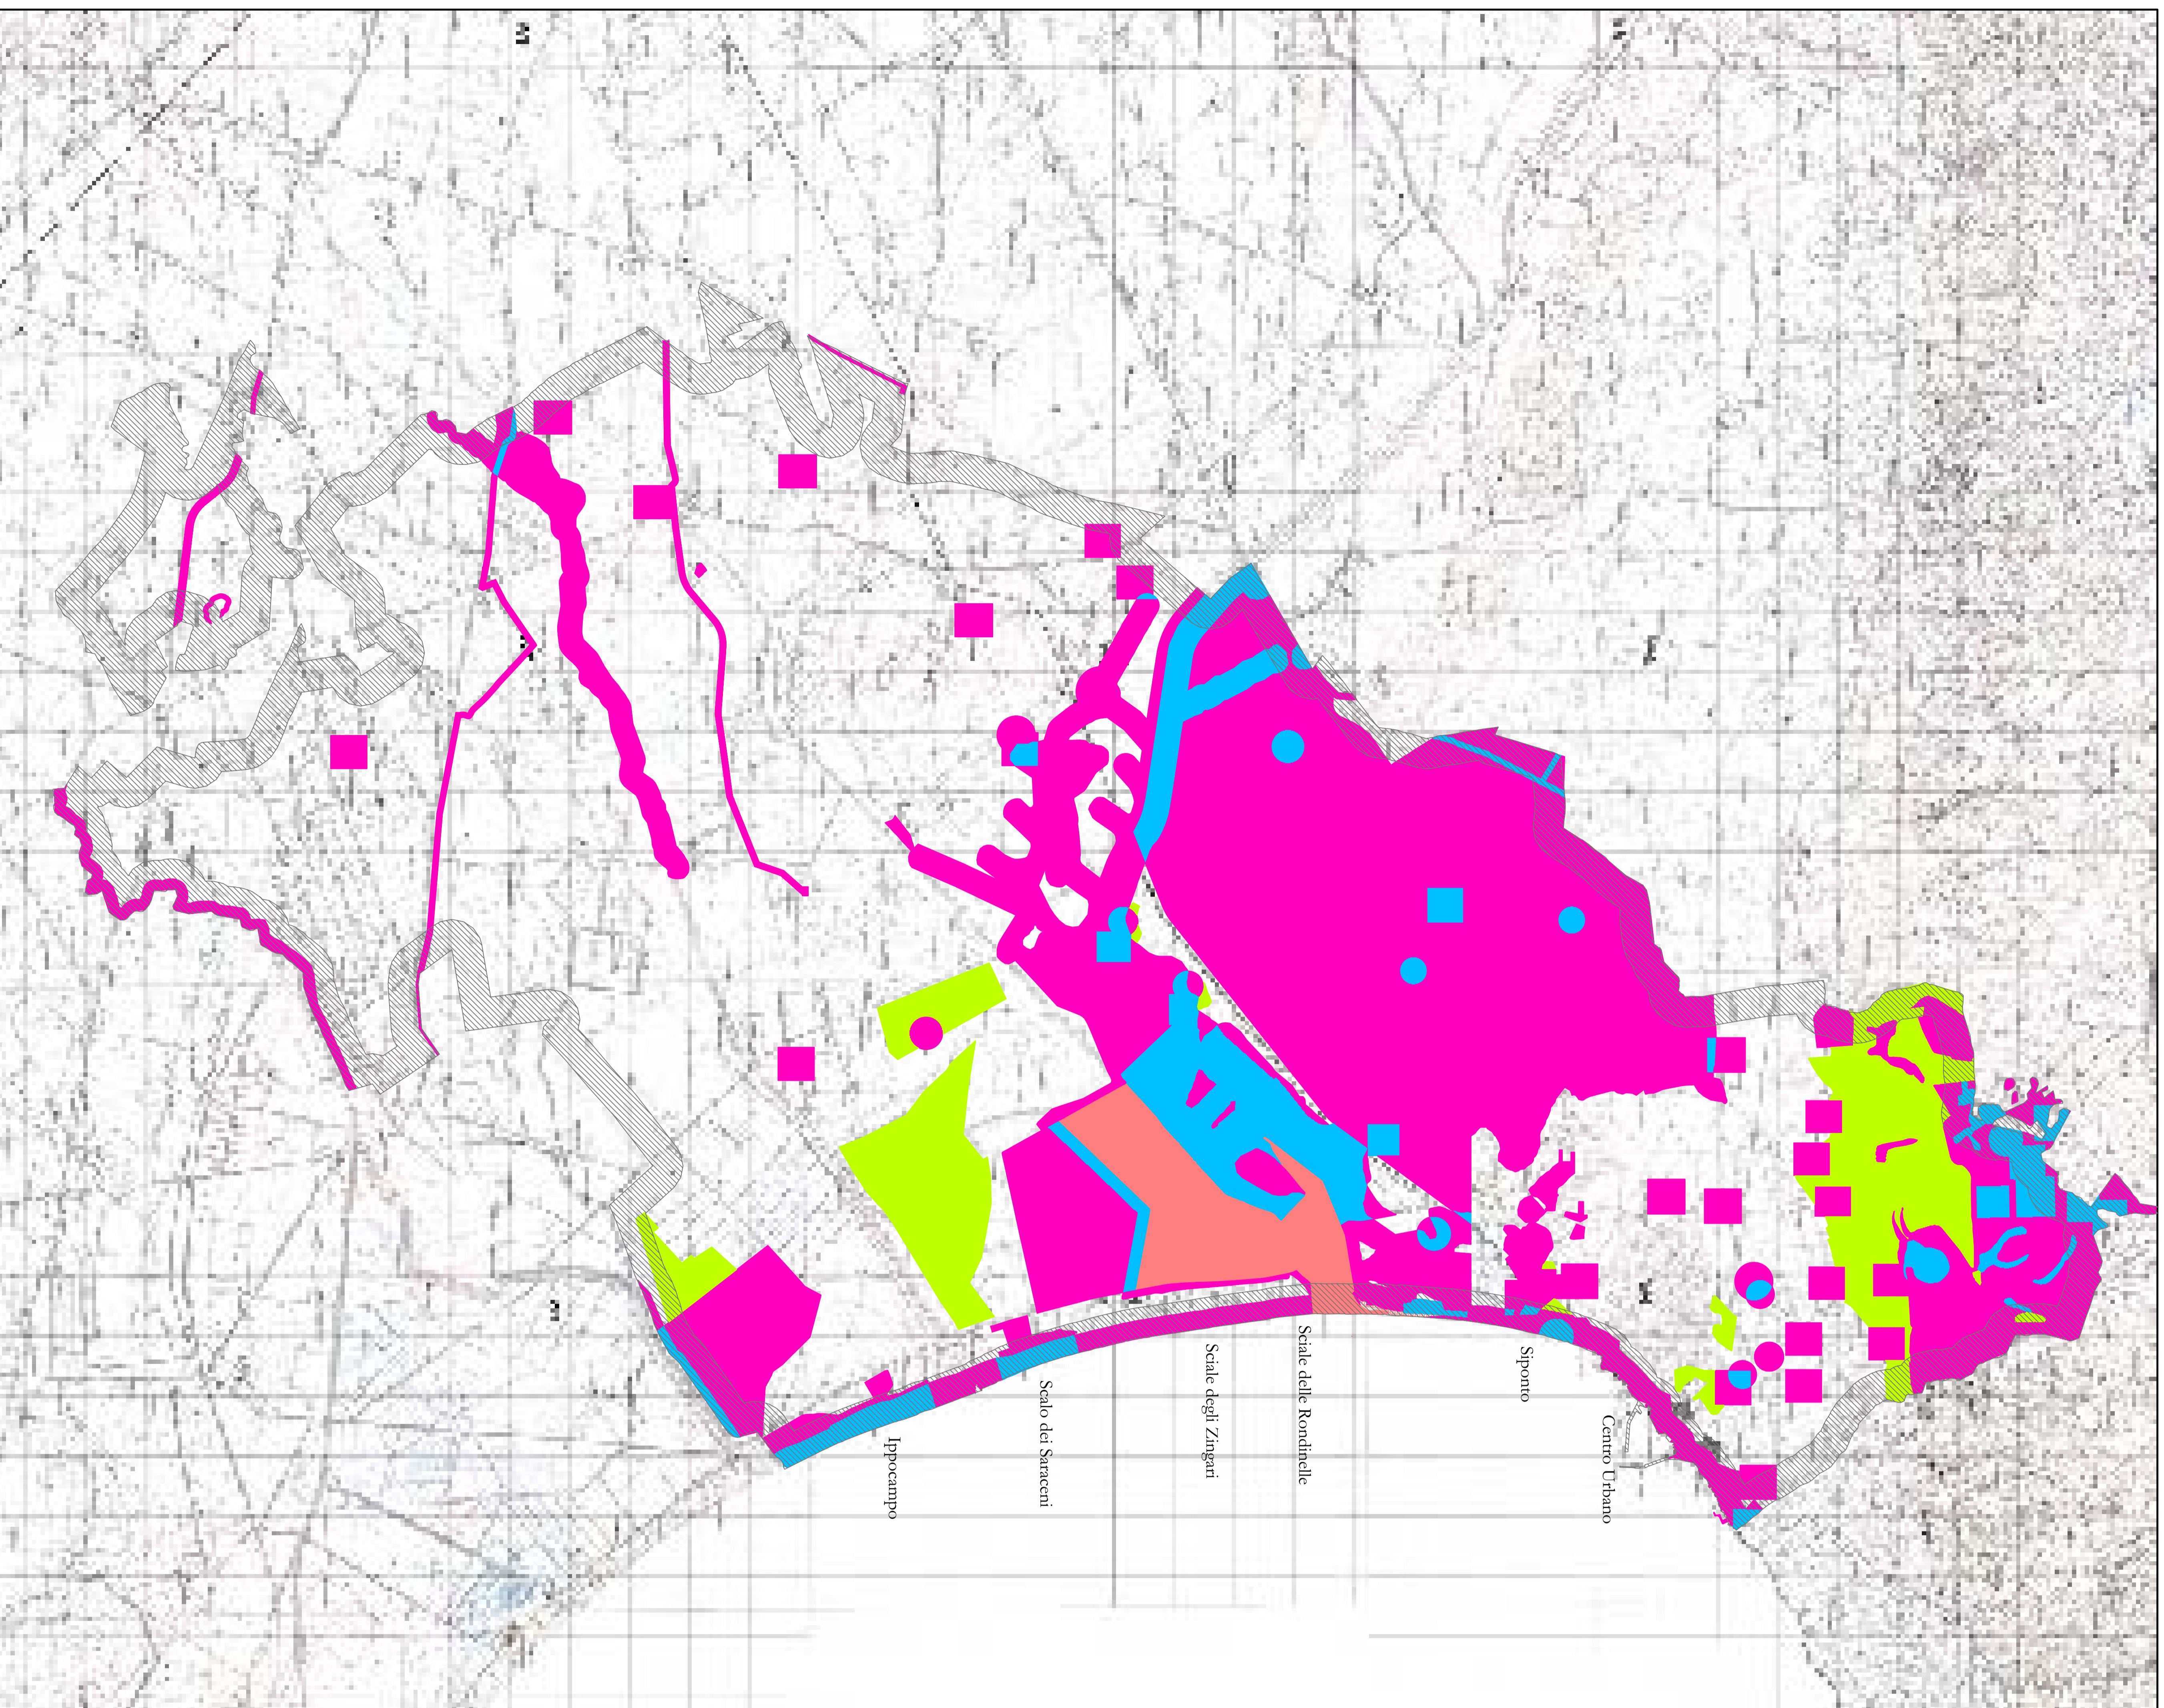 Ippocampo
Scalo dei Saraceni
Sciale degli Zingari
Sciale delle Rondinelle
Siponto
Centro Urbano